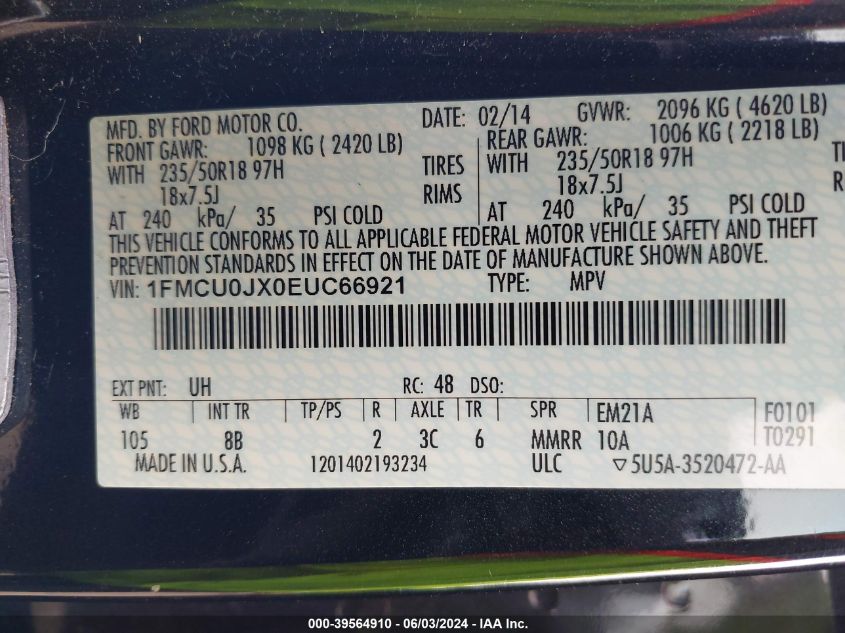 MFD. BY FORD MOTOR CO. DATE: 02/14 GVWR: 2096 KG ( 4620 LB)
FRONT GAWR: 1098 KG ( 2420 LB) REAR GAWR: 1006 KG ( 2218 LB)
WITH 235/50R18 97H TIRES WITH 235/50R18 97H
18x7.5J RIMS 18x7.5J
AT 240 kPa/ 35 PSI COLD AT 240 kPa/ 35 PSI COLD
THIS VEHICLE CONFORMS TO ALL APPLICABLE FEDERAL MOTOR VEHICLE SAFETY AND THEFT
PREVENTION STANDARDS IN EFFECT ON THE DATE OF MANUFACTURE SHOWN ABOVE.
VIN: 1FMCU0JX0EUC66921 TYPE: MPV
EXT PNT: UH RC: 48 DSO:
WB INT TR TP/PS R AXLE TR SPR EM21A F0101
105 8B 2 3C 6 MMRR 10A T0291
MADE IN U.S.A. 1201402193234 ULC ▽5U5A-3520472-AA
000-39564910 / 06/03/2024 - IAA Inc.